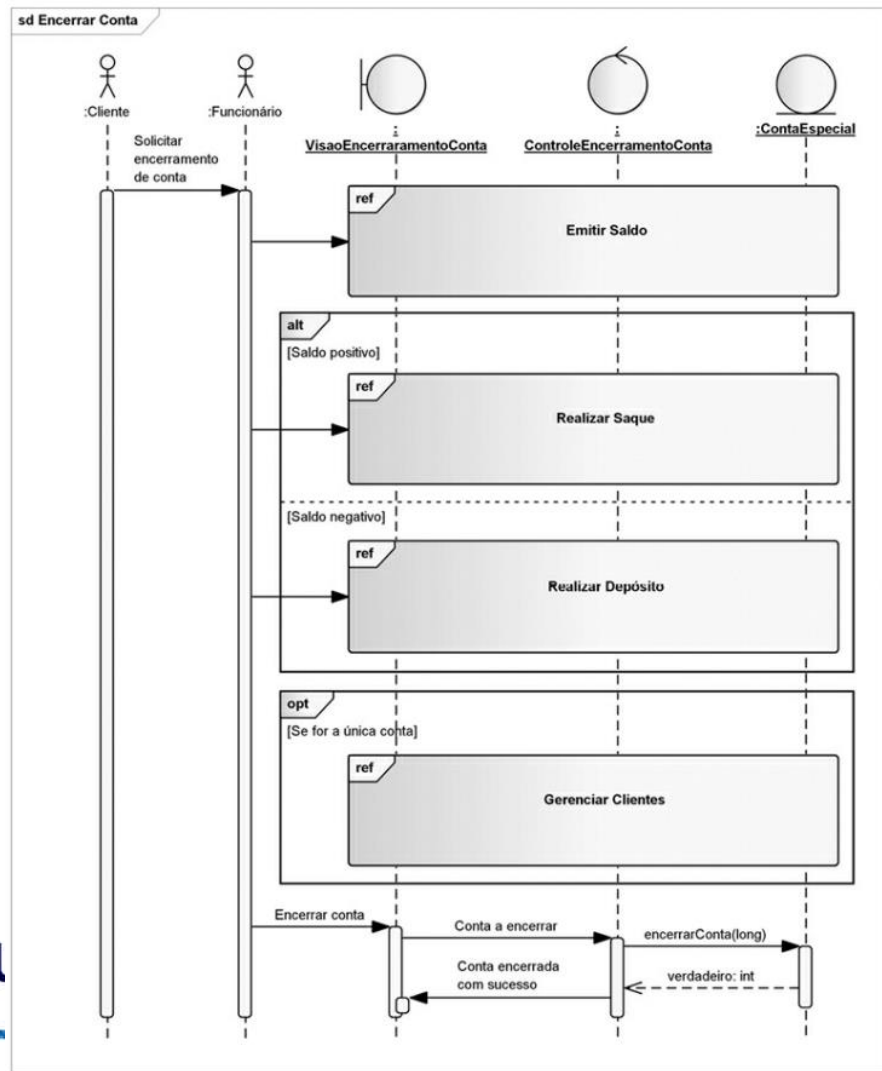 sd Encerrar Conta
:Cliente
:Funcionário
:
VisaoEncerraramentoConta
:
ControleEncerramentoConta
:ContaEspecial
Solicitar
encerramento
de conta
ref
Emitir Saldo
alt
[Saldo positivo]
ref
Realizar Saque
[Saldo negativo]
ref
Realizar Depósito
opt
[Se for a única conta]
ref
Gerenciar Clientes
Encerrar conta
Conta a encerrar
encerrarConta(long)
Conta encerrada
com sucesso
verdadeiro: int